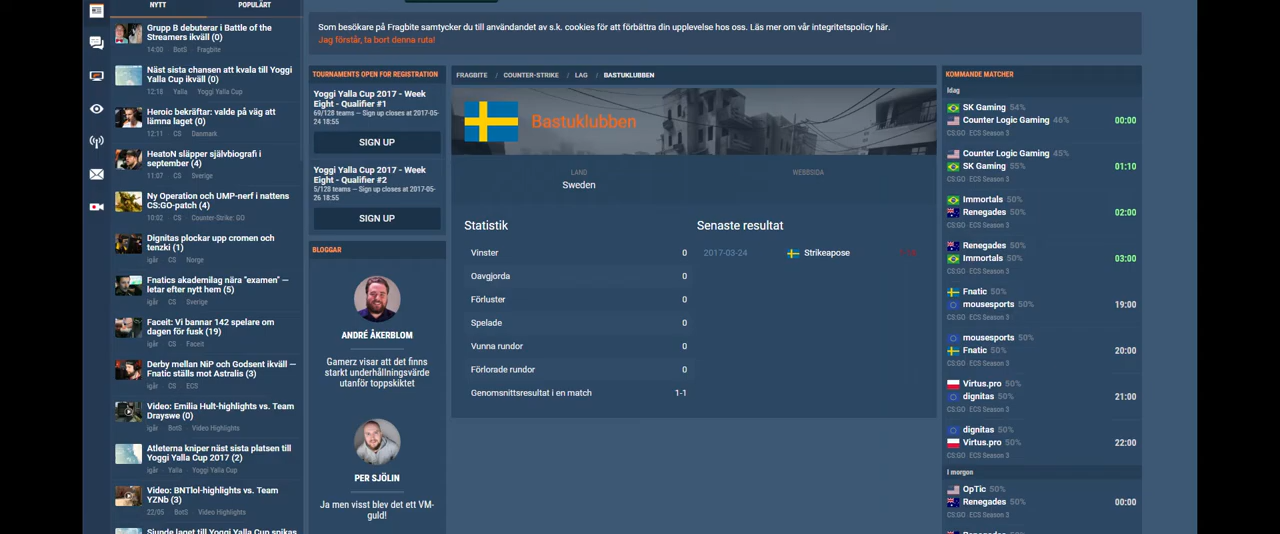 NYTT
POPULÄRT
Grupp B debuterar i Battle of the
Streamers ikväll (0)
14:00 BotS Fragbite
Näst sista chansen att kvala till Yoggi
Yalla Cup ikväll (0)
12:18 Yalla Yoggi Yalla Cup
Heroic bekräftar: valde på väg att
lämna laget (0)
12:11 CS Danmark
HeatoN släpper självbiografi i
september (4)
11:07 CS Sverige
Ny Operation och UMP-nerf i nattens
CS:GO-patch (4)
10:02 CS Counter-Strike: GO
Dignitas plockar upp cromen och
tenzki (1)
igår CS Norge
Fnatics akademilag nära "examen" —
letar efter nytt hem (5)
igår CS Sverige
Faceit: Vi bannar 142 spelare om
dagen för fusk (19)
igår CS Faceit
Derby mellan NiP och Godsent ikväll —
Fnatic ställs mot Astralis (3)
igår CS ECS
Video: Emilia Hult-highlights vs. Team
Drayswe (0)
igår BotS Video Highlights
Atleterna kniper näst sista platsen till
Yoggi Yalla Cup 2017 (2)
igår Yalla Yoggi Yalla Cup
Video: BNTlol-highlights vs. Team
YZNb (3)
22/05 BotS Video Highlights
Sjunde laget till Yoggi Yalla Cup spikas
Som besökare på Fragbite samtycker du till användandet av s.k. cookies för att förbättra din upplevelse hos oss. Läs mer om vår integritetspolicy här.
Jag förstår, ta bort denna ruta!
TOURNAMENTS OPEN FOR REGISTRATION
Yoggi Yalla Cup 2017 - Week
Eight - Qualifier #1
69/128 teams — Sign up closes at 2017-05-
24 18:55
SIGN UP
Yoggi Yalla Cup 2017 - Week
Eight - Qualifier #2
5/128 teams — Sign up closes at 2017-05-
26 18:55
SIGN UP
BLOGGAR
ANDRÉ ÅKERBLOM
Gamerz visar att det finns
starkt underhållningsvärde
utanför toppskiktet
PER SJÖLIN
Ja men visst blev det ett VM-
guld!
FRAGBITE / COUNTER-STRIKE / LAG / BASTUKLUBBEN
Bastuklubben
LAND
Sweden
WEBBSIDA
Statistik
Vinster 0
Oavgjorda 0
Förluster 0
Spelade 0
Vunna rundor 0
Förlorade rundor 0
Genomsnittsresultat i en match 1-1
Senaste resultat
2017-03-24 Strikeapose
KOMMANDE MATCHER
Idag
SK Gaming 54%
Counter Logic Gaming 46% 00:00
CS:GO ECS Season 3
Counter Logic Gaming 45%
SK Gaming 55% 01:10
CS:GO ECS Season 3
Immortals 50%
Renegades 50% 02:00
CS:GO ECS Season 3
Renegades 50%
Immortals 50% 03:00
CS:GO ECS Season 3
Fnatic 50%
mousesports 50% 19:00
CS:GO ECS Season 3
mousesports 50%
Fnatic 50% 20:00
CS:GO ECS Season 3
Virtus.pro 50%
dignitas 50% 21:00
CS:GO ECS Season 3
dignitas 50%
Virtus.pro 50% 22:00
CS:GO ECS Season 3
I morgon
OpTic 50%
Renegades 50% 00:00
CS:GO ECS Season 3